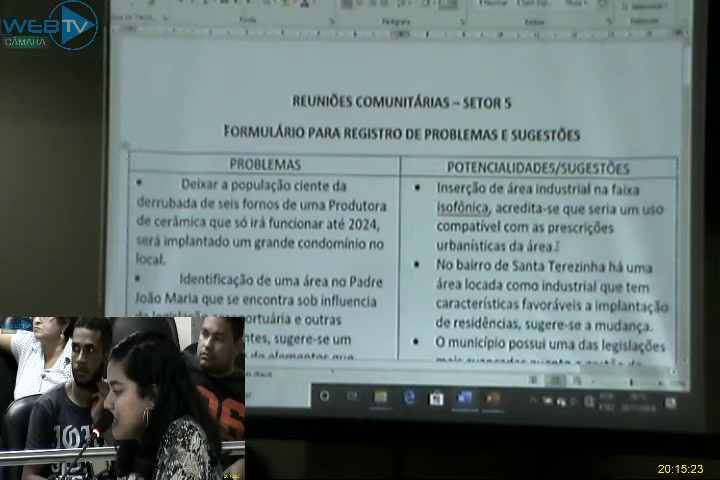 WEBTV
CÂMARA
REUNIÕES COMUNITÁRIAS – SETOR 5
FORMULÁRIO PARA REGISTRO DE PROBLEMAS E SUGESTÕES
PROBLEMAS
• Deixar a população ciente da
derrubada de seis fornos de uma Produtora
de cerâmica que só irá funcionar até 2024,
será implantado um grande condomínio no
local.
• Identificação de uma área no Padre
João Maria que se encontra sob influencia
e outras
sugere-se um
POTENCIALIDADES/SUGESTÕES
• Inserção de área industrial na faixa
isofônica, acredita-se que seria um uso
compatível com as prescrições
urbanísticas da área.
• No bairro de Santa Terezinha há uma
área locada como industrial que tem
características favoráveis a implantação
de residências, sugere-se a mudança.
• O município possui uma das legislações
20:15:23